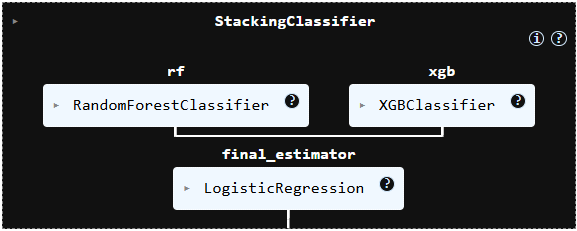 StackingClassifier
i ?
rf xgb
RandomForestClassifier ? XGBClassifier ?
final_estimator
LogisticRegression ?